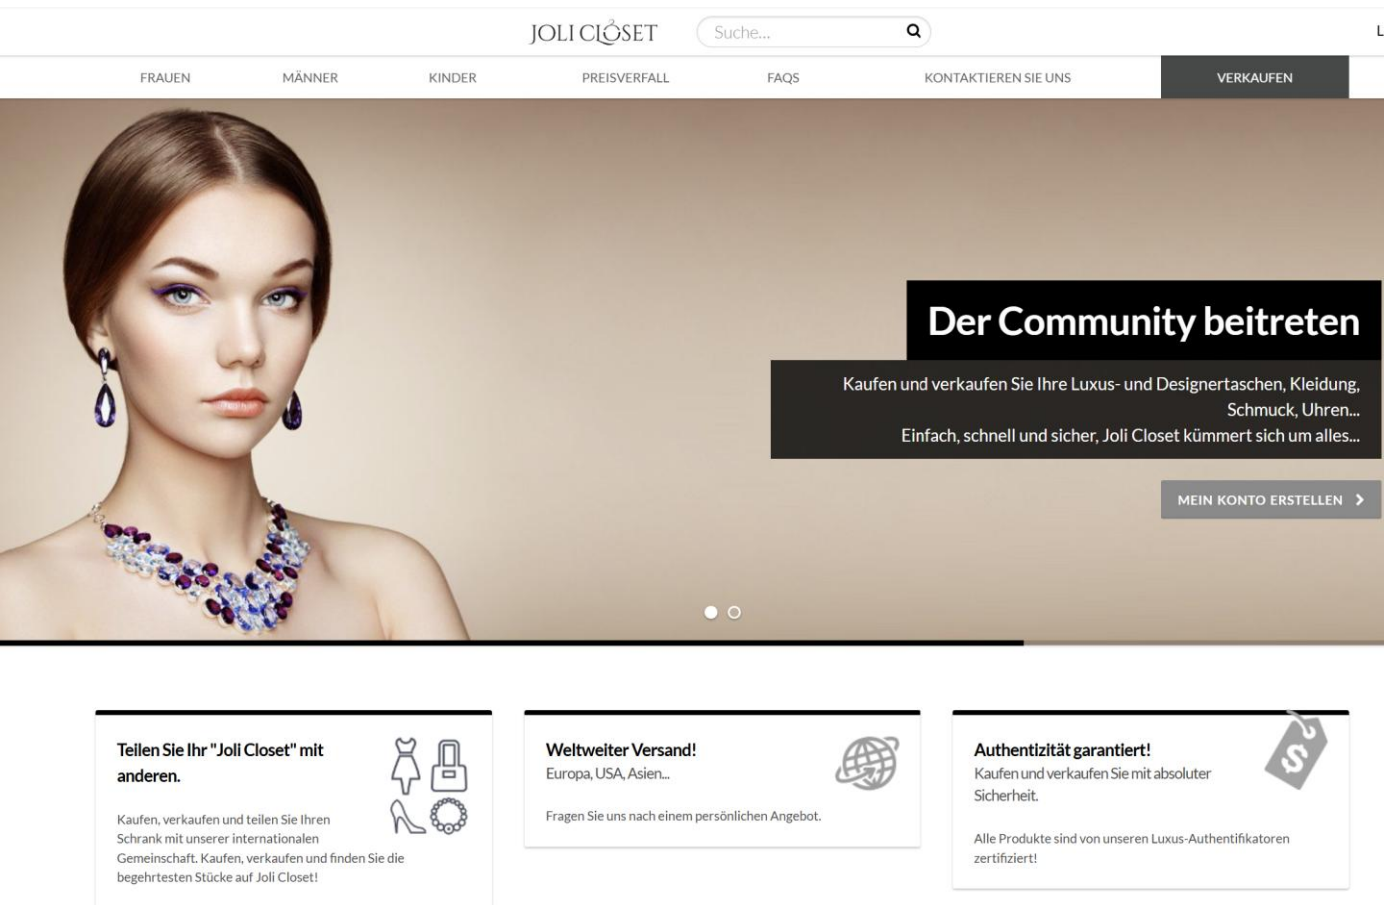 JOLI CLOSET
Suche...
L
FRAUEN
MÄNNER
KINDER
PREISVERFALL
FAQS
KONTAKTIEREN SIE UNS
VERKAUFEN
Der Community beitreten
Kaufen und verkaufen Sie Ihre Luxus- und Designertaschen, Kleidung,
Schmuck, Uhren...
Einfach, schnell und sicher, Joli Closet kümmert sich um alles...
MEIN KONTO ERSTELLEN
Teilen Sie Ihr "Joli Closet" mit
anderen.
Kaufen, verkaufen und teilen Sie Ihren
Schrank mit unserer internationalen
Gemeinschaft. Kaufen, verkaufen und finden Sie die
begehrtesten Stücke auf Joli Closet!
Weltweiter Versand!
Europa, USA, Asien...
Fragen Sie uns nach einem persönlichen Angebot.
Authentizität garantiert!
Kaufen und verkaufen Sie mit absoluter
Sicherheit.
Alle Produkte sind von unseren Luxus-Authentifikatoren
zertifiziert!
$